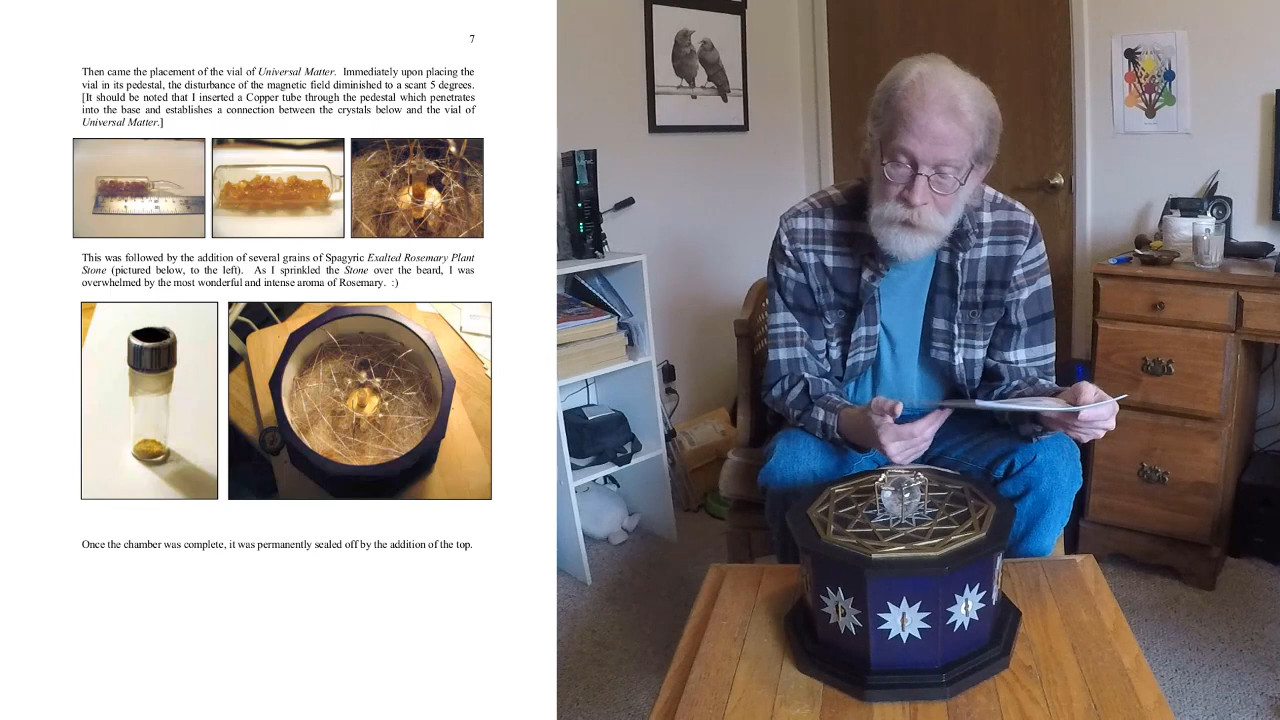 7
Then came the placement of the vial of Universal Matter. Immediately upon placing the
vial in its pedestal, the disturbance of the magnetic field diminished to a scant 5 degrees.
[It should be noted that I inserted a Copper tube through the pedestal which penetrates
into the base and establishes a connection between the crystals below and the vial of
Universal Matter.]
This was followed by the addition of several grains of Spagyric Exalted Rosemary Plant
Stone (pictured below, to the left). As I sprinkled the Stone over the beard, I was
overwhelmed by the most wonderful and intense aroma of Rosemary. :)
Once the chamber was complete, it was permanently sealed off by the addition of the top.